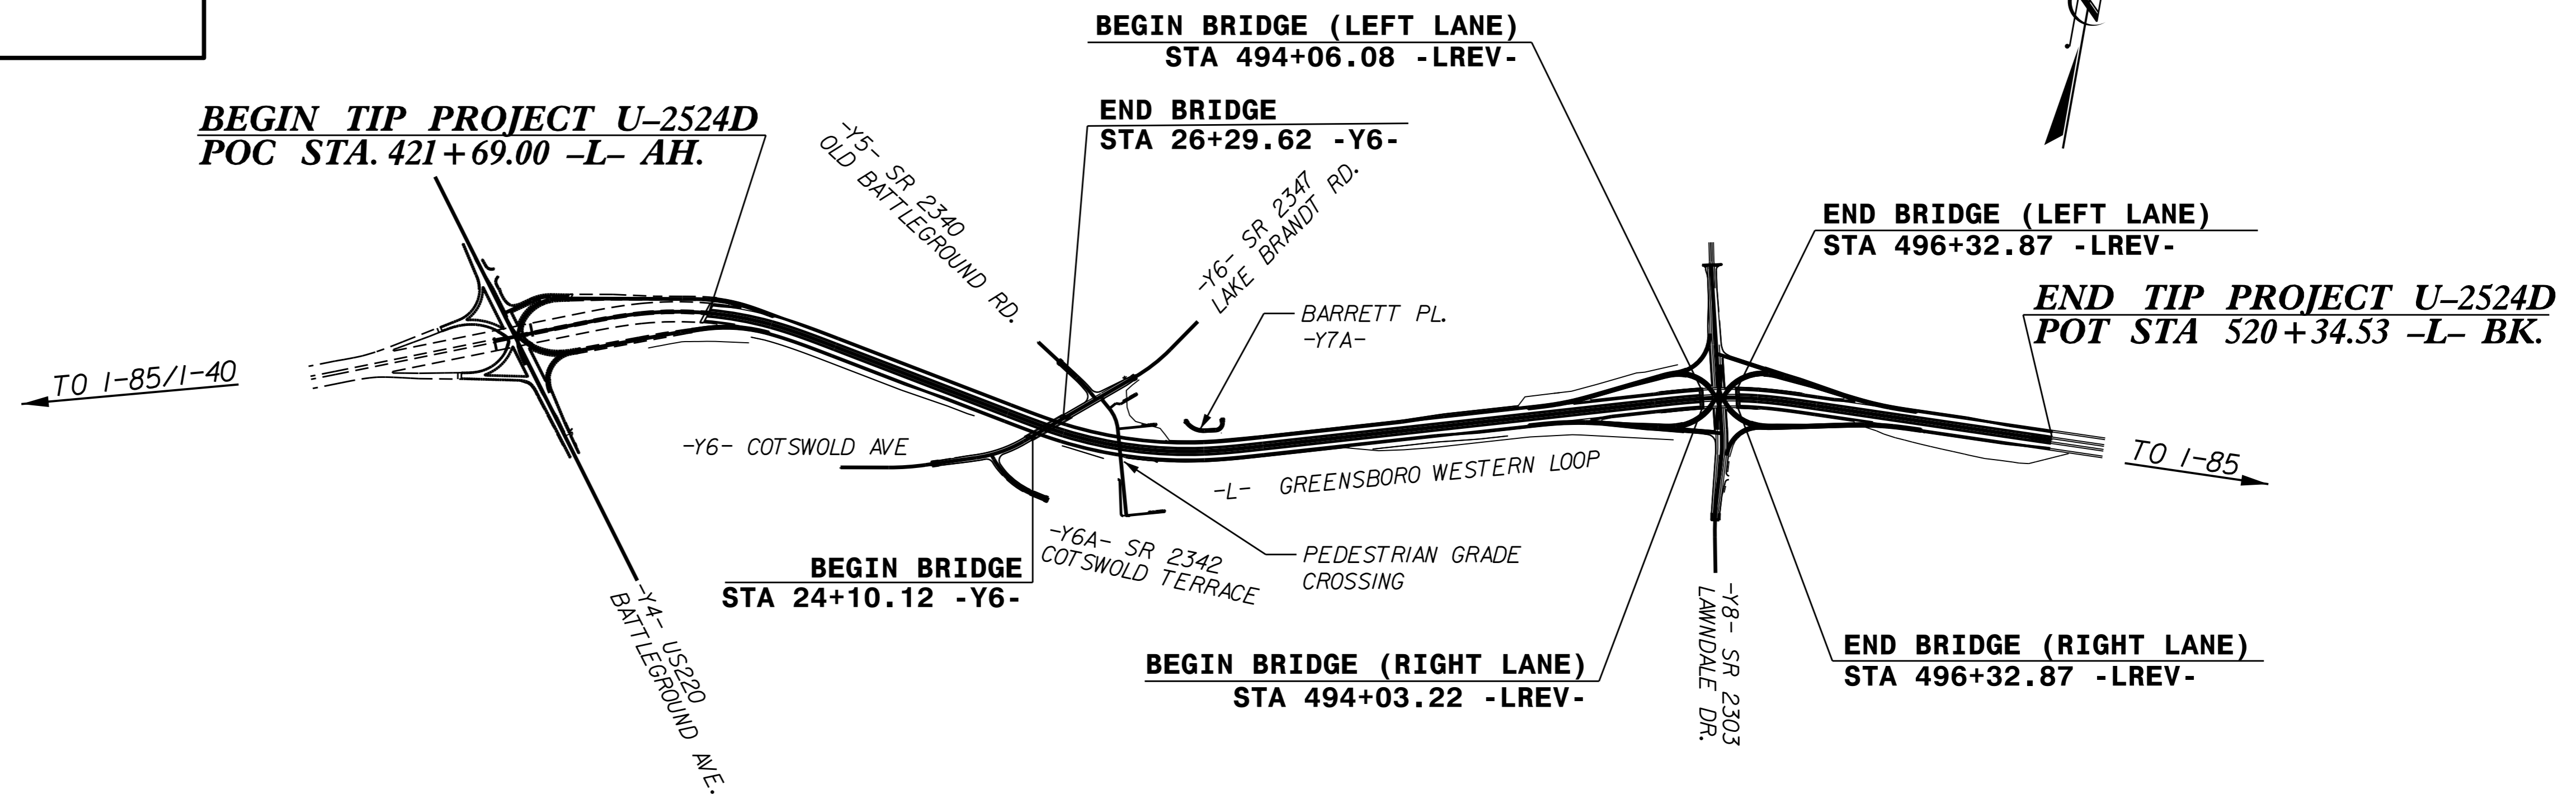 BEGIN BRIDGE (LEFT LANE)
STA 494+06.08 -LREV-
BEGIN TIP PROJECT U-2524D
POC STA. 421+69.00 -L- AH.
END BRIDGE
STA 26+29.62 -Y6-
-Y5- SR 2340
OLD BATTLEGROUND RD.
-Y6- SR 2347
LAKE BRANDT RD.
BARRETT PL.
-Y7A-
END BRIDGE (LEFT LANE)
STA 496+32.87 -LREV-
END TIP PROJECT U-2524D
POT STA 520+34.53 -L- BK.
TO I-85/I-40
-Y6- COTSWOLD AVE
-L- GREENSBORO WESTERN LOOP
TO I-85
BEGIN BRIDGE
STA 24+10.12 -Y6-
-Y6A- SR 2342
COTSWOLD TERRACE
PEDESTRIAN GRADE
CROSSING
-Y4- US220
BATTLEGROUND AVE.
BEGIN BRIDGE (RIGHT LANE)
STA 494+03.22 -LREV-
-Y8- SR 2303
LAWNDALE DR.
END BRIDGE (RIGHT LANE)
STA 496+32.87 -LREV-